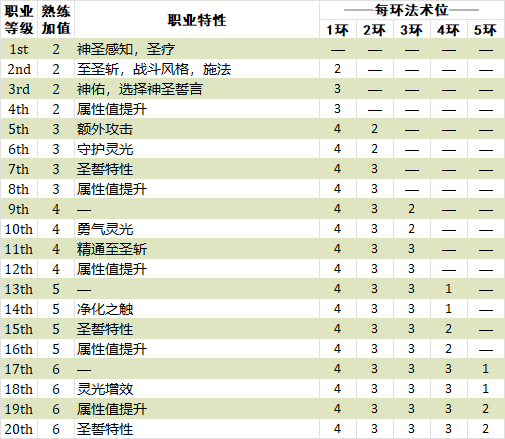 职业等级 熟练加值 职业特性 ———每环法术位———
1环 2环 3环 4环 5环
1st 2 神圣感知，圣疗 — — — — —
2nd 2 至圣斩，战斗风格，施法 2 — — — —
3rd 2 神佑，选择神圣誓言 3 — — — —
4th 2 属性值提升 3 — — — —
5th 3 额外攻击 4 2 — — —
6th 3 守护灵光 4 2 — — —
7th 3 圣誓特性 4 3 — — —
8th 3 属性值提升 4 3 — — —
9th 4 — 4 3 2 — —
10th 4 勇气灵光 4 3 2 — —
11th 4 精通至圣斩 4 3 3 — —
12th 4 属性值提升 4 3 3 — —
13th 5 — 4 3 3 1 —
14th 5 净化之触 4 3 3 1 —
15th 5 圣誓特性 4 3 3 2 —
16th 5 属性值提升 4 3 3 2 —
17th 6 — 4 3 3 3 1
18th 6 灵光增效 4 3 3 3 1
19th 6 属性值提升 4 3 3 3 2
20th 6 圣誓特性 4 3 3 3 2